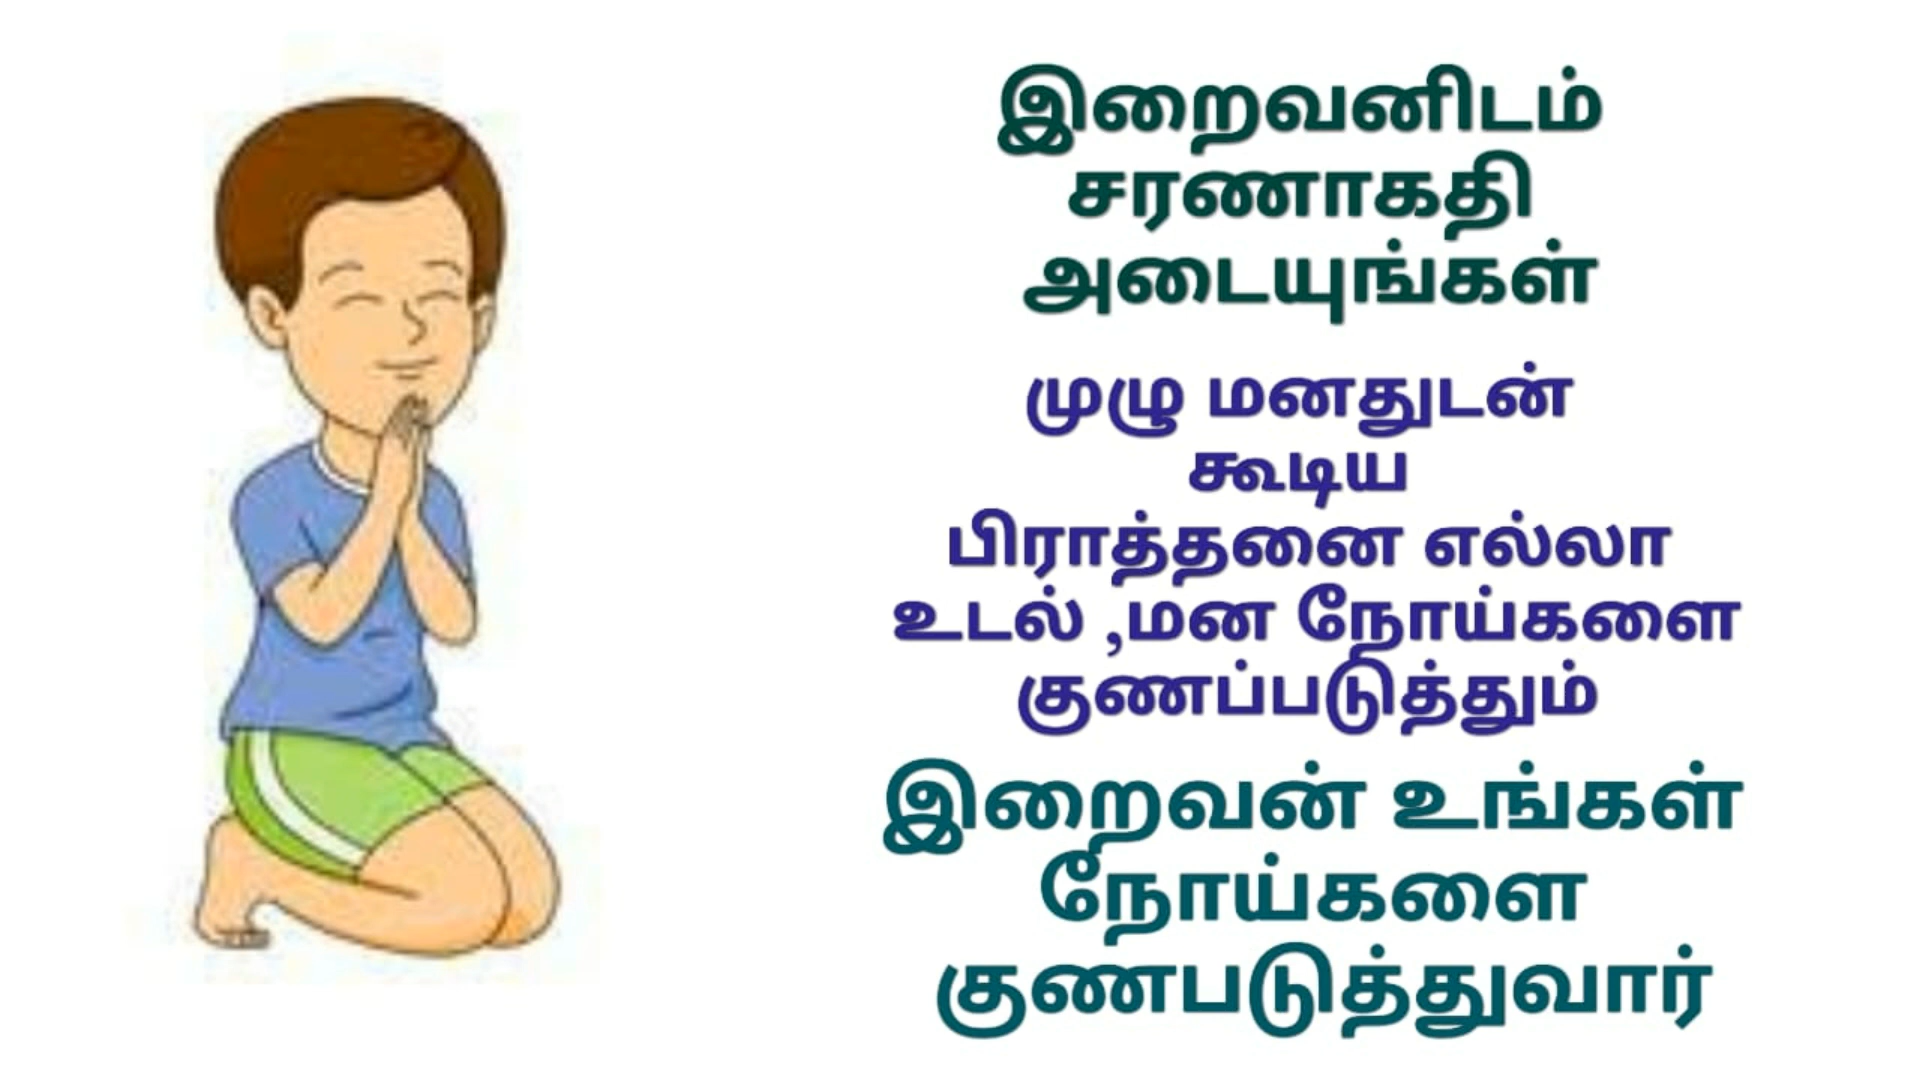 இறைவனிடம்
சரணாகதி
அடையுங்கள்
முழு மனதுடன்
கூடிய
பிராத்தனை எல்லா
உடல் ,மன நோய்களை
குணப்படுத்தும்
இறைவன் உங்கள்
நோய்களை
குணபடுத்துவார்